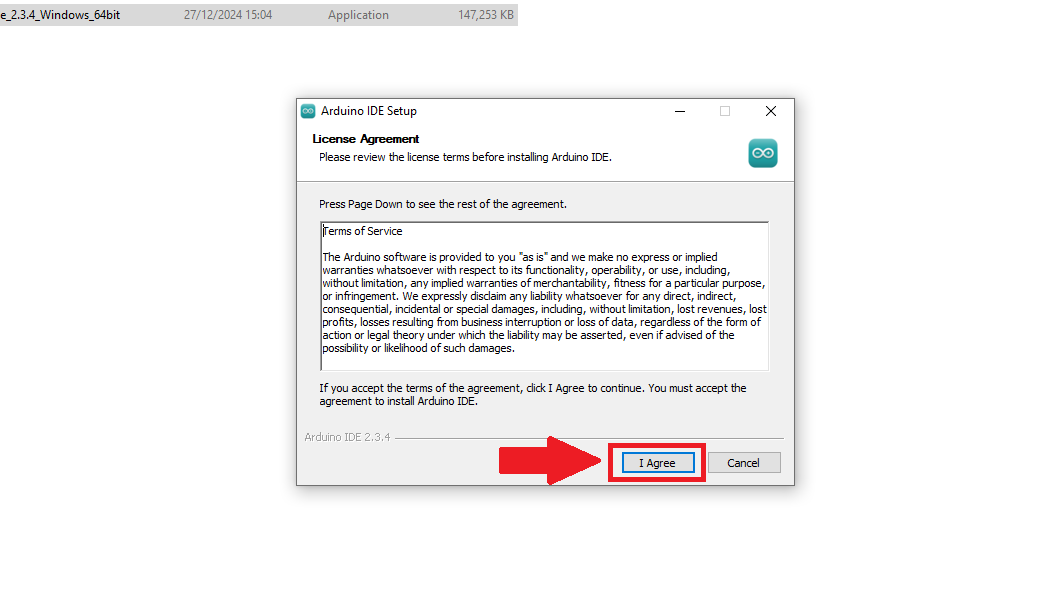 e_2.3.4_Windows_64bit 27/12/2024 15:04 Application 147,253 KB
Arduino IDE Setup
License Agreement
Please review the license terms before installing Arduino IDE.
Press Page Down to see the rest of the agreement.
Terms of Service
The Arduino software is provided to you "as is" and we make no express or implied
warranties whatsoever with respect to its functionality, operability, or use, including,
without limitation, any implied warranties of merchantability, fitness for a particular purpose,
or infringement. We expressly disclaim any liability whatsoever for any direct, indirect,
consequential, incidental or special damages, including, without limitation, lost revenues, lost
profits, losses resulting from business interruption or loss of data, regardless of the form of
action or legal theory under which the liability may be asserted, even if advised of the
possibility or likelihood of such damages.
If you accept the terms of the agreement, click I Agree to continue. You must accept the
agreement to install Arduino IDE.
Arduino IDE 2.3.4
I Agree Cancel